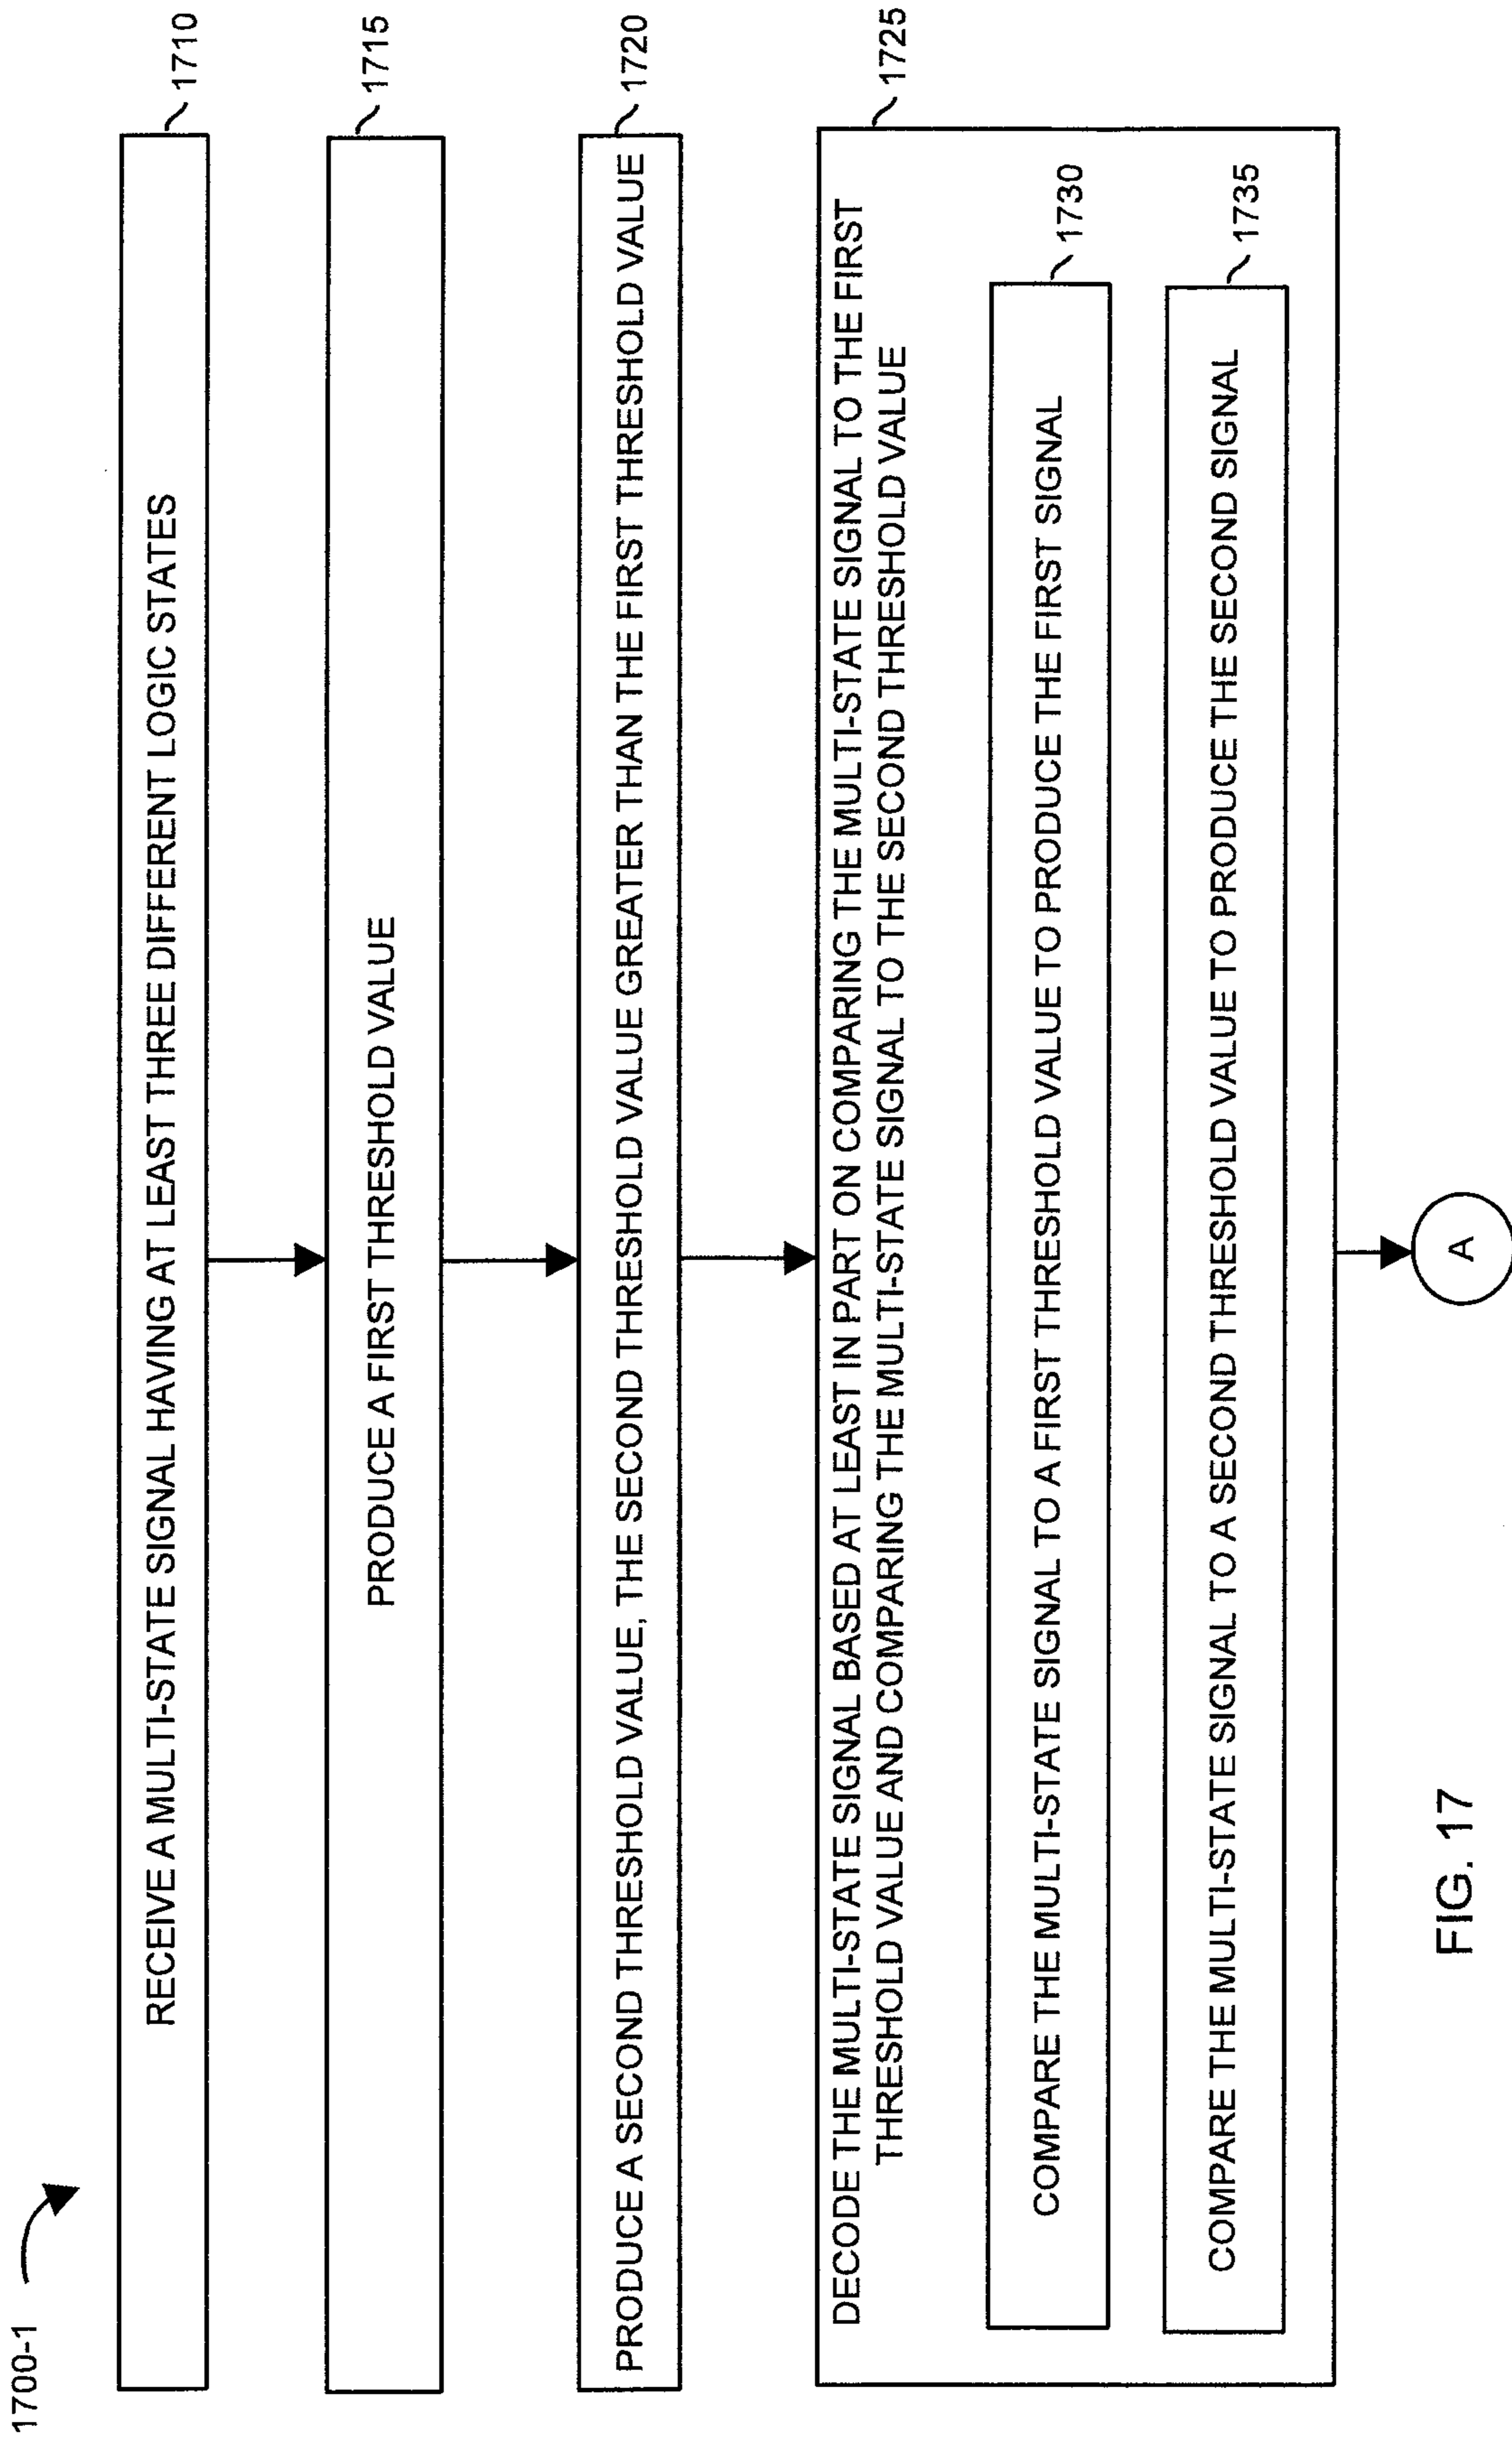 1700-1
RECEIVE A MULTI-STATE SIGNAL HAVING AT LEAST THREE DIFFERENT LOGIC STATES
1710
PRODUCE A FIRST THRESHOLD VALUE
1715
PRODUCE A SECOND THRESHOLD VALUE, THE SECOND THRESHOLD VALUE GREATER THAN THE FIRST THRESHOLD VALUE
1720
1725
DECODE THE MULTI-STATE SIGNAL BASED AT LEAST IN PART ON COMPARING THE MULTI-STATE SIGNAL TO THE FIRST
THRESHOLD VALUE AND COMPARING THE MULTI-STATE SIGNAL TO THE SECOND THRESHOLD VALUE
1730
COMPARE THE MULTI-STATE SIGNAL TO A FIRST THRESHOLD VALUE TO PRODUCE THE FIRST SIGNAL
1735
COMPARE THE MULTI-STATE SIGNAL TO A SECOND THRESHOLD VALUE TO PRODUCE THE SECOND SIGNAL
A
FIG. 17